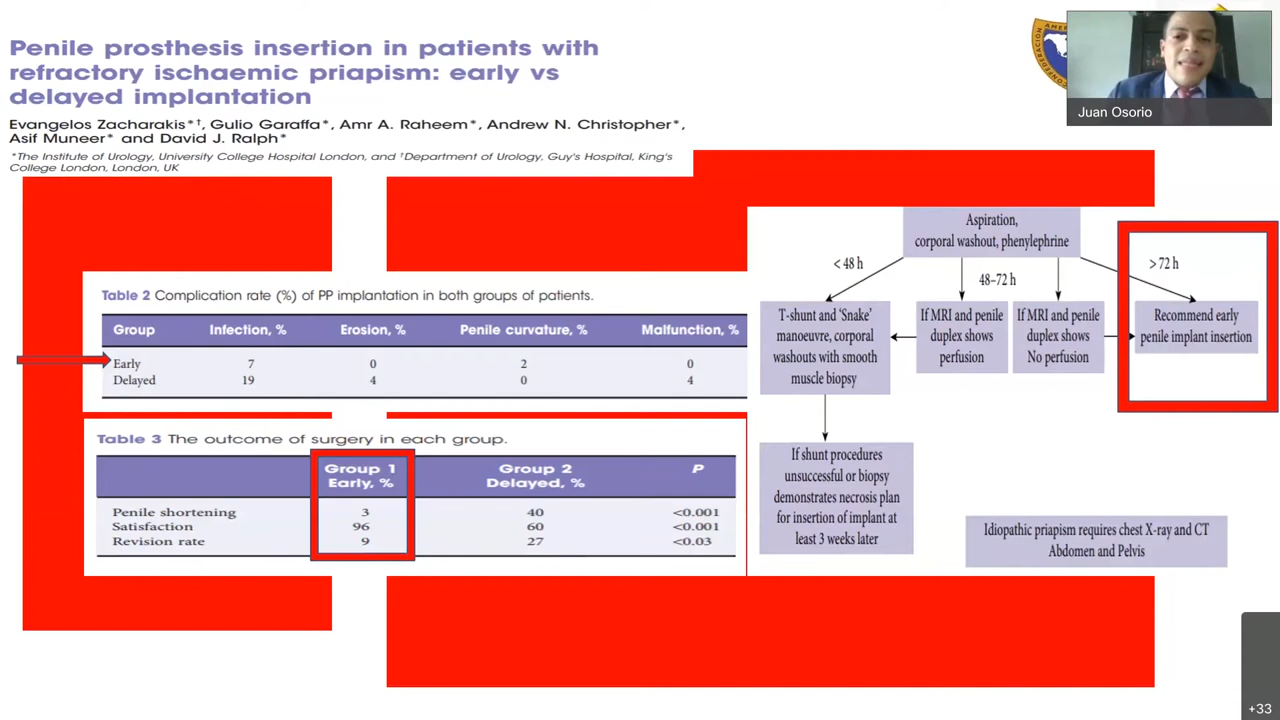 Penile prosthesis insertion in patients with
refractory ischaemic priapism: early vs
delayed implantation
Evangelos Zacharakis*†, Gulio Garaffa*, Amr A. Raheem*, Andrew N. Christopher*,
Asif Muneer* and David J. Ralph*
*The Institute of Urology, University College Hospital London, and †Department of Urology, Guy's Hospital, King's
College London, London, UK
Juan Osorio
Table 2 Complication rate (%) of PP implantation in both groups of patients.
Group Infection, % Erosion, % Penile curvature, % Malfunction, %
Early 7 0 2 0
Delayed 19 4 0 4
Table 3 The outcome of surgery in each group.
Group 1 Group 2 P
Early, % Delayed, %
Penile shortening 3 40 <0.001
Satisfaction 96 60 <0.001
Revision rate 9 27 <0.03
Aspiration,
corporal washout, phenylephrine
< 48 h
48–72 h
> 72 h
T-shunt and ‘Snake’
manoeuvre, corporal
washouts with smooth
muscle biopsy
If MRI and penile
duplex shows
perfusion
If MRI and penile
duplex shows
No perfusion
Recommend early
penile implant insertion
If shunt procedures
unsuccessful or biopsy
demonstrates necrosis plan
for insertion of implant at
least 3 weeks later
Idiopathic priapism requires chest X-ray and CT
Abdomen and Pelvis
+33